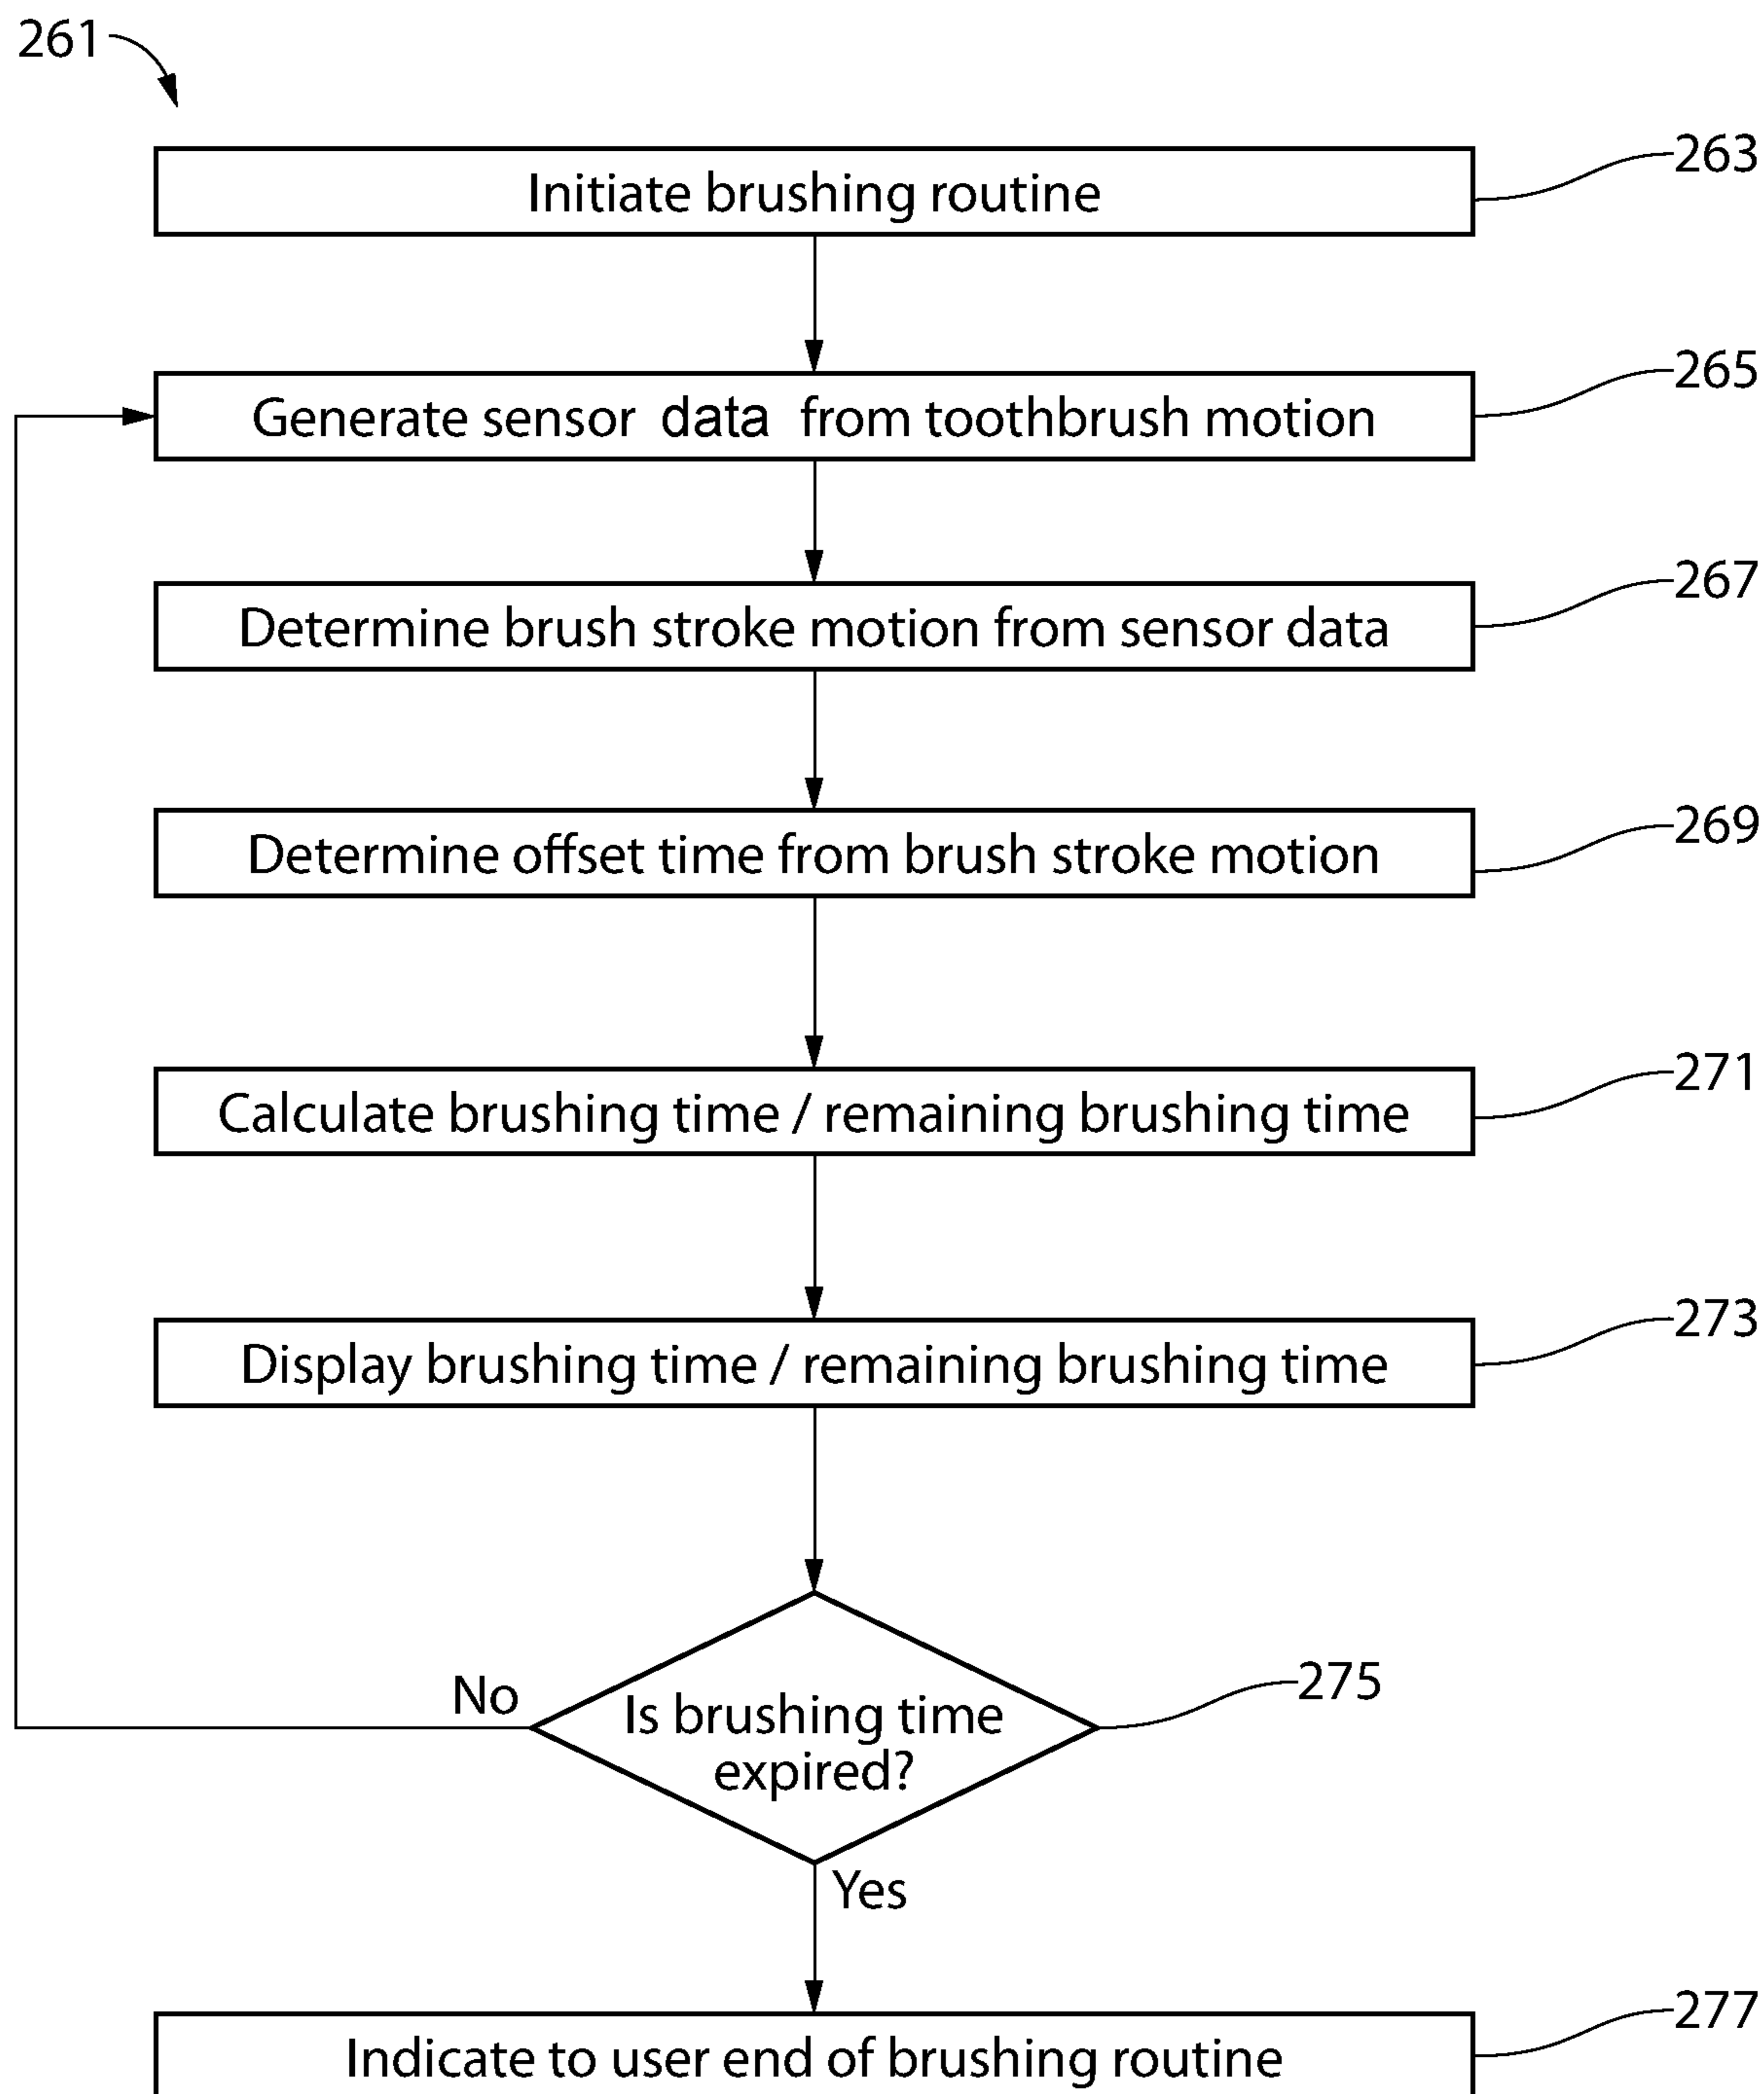 261
Initiate brushing routine
263
Generate sensor data from toothbrush motion
265
Determine brush stroke motion from sensor data
267
Determine offset time from brush stroke motion
269
Calculate brushing time / remaining brushing time
271
Display brushing time / remaining brushing time
273
No
Is brushing time
expired?
275
Yes
Indicate to user end of brushing routine
277